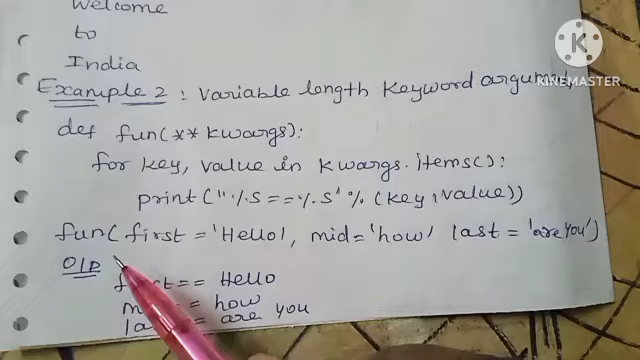 Welcome
to
India
Example 2 : Variable length Keyword argument
def fun(** kwargs):
for key, value in kwargs.items():
print("%s==%s" % (key, value))
fun( first = 'Hello', mid='how' last = 'are you')
O/P
== Hello
= how
= are you
K
KINEMASTER